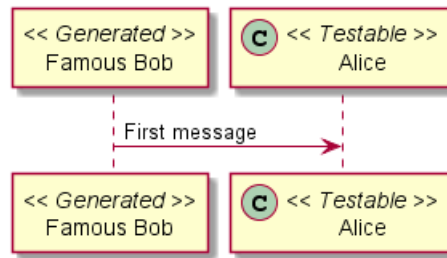 << Generated >>
Famous Bob
C << Testable >>
Alice
First message
<< Generated >>
Famous Bob
C << Testable >>
Alice